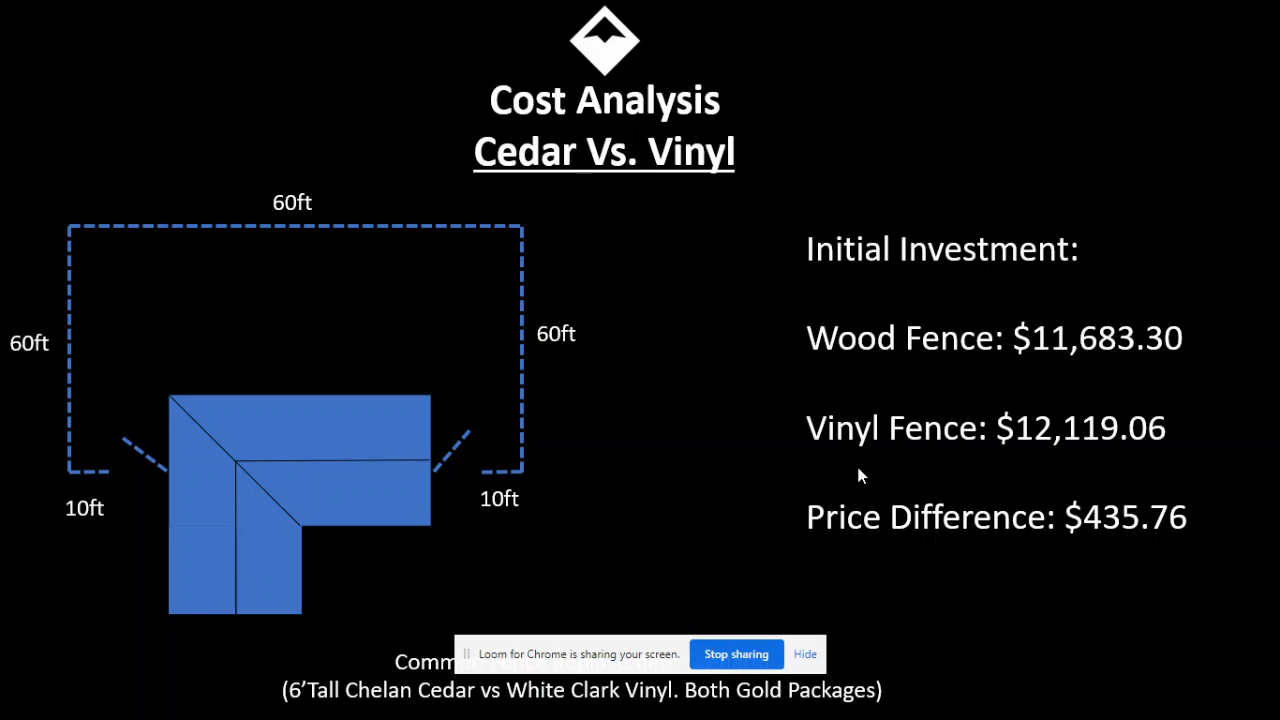 Cost Analysis
Cedar Vs. Vinyl
60ft
60ft
60ft
10ft
10ft
Initial Investment:
Wood Fence: $11,683.30
Vinyl Fence: $12,119.06
Price Difference: $435.76
Loom for Chrome is sharing your screen.
Stop sharing
Hide
(6’Tall Chelan Cedar vs White Clark Vinyl. Both Gold Packages)